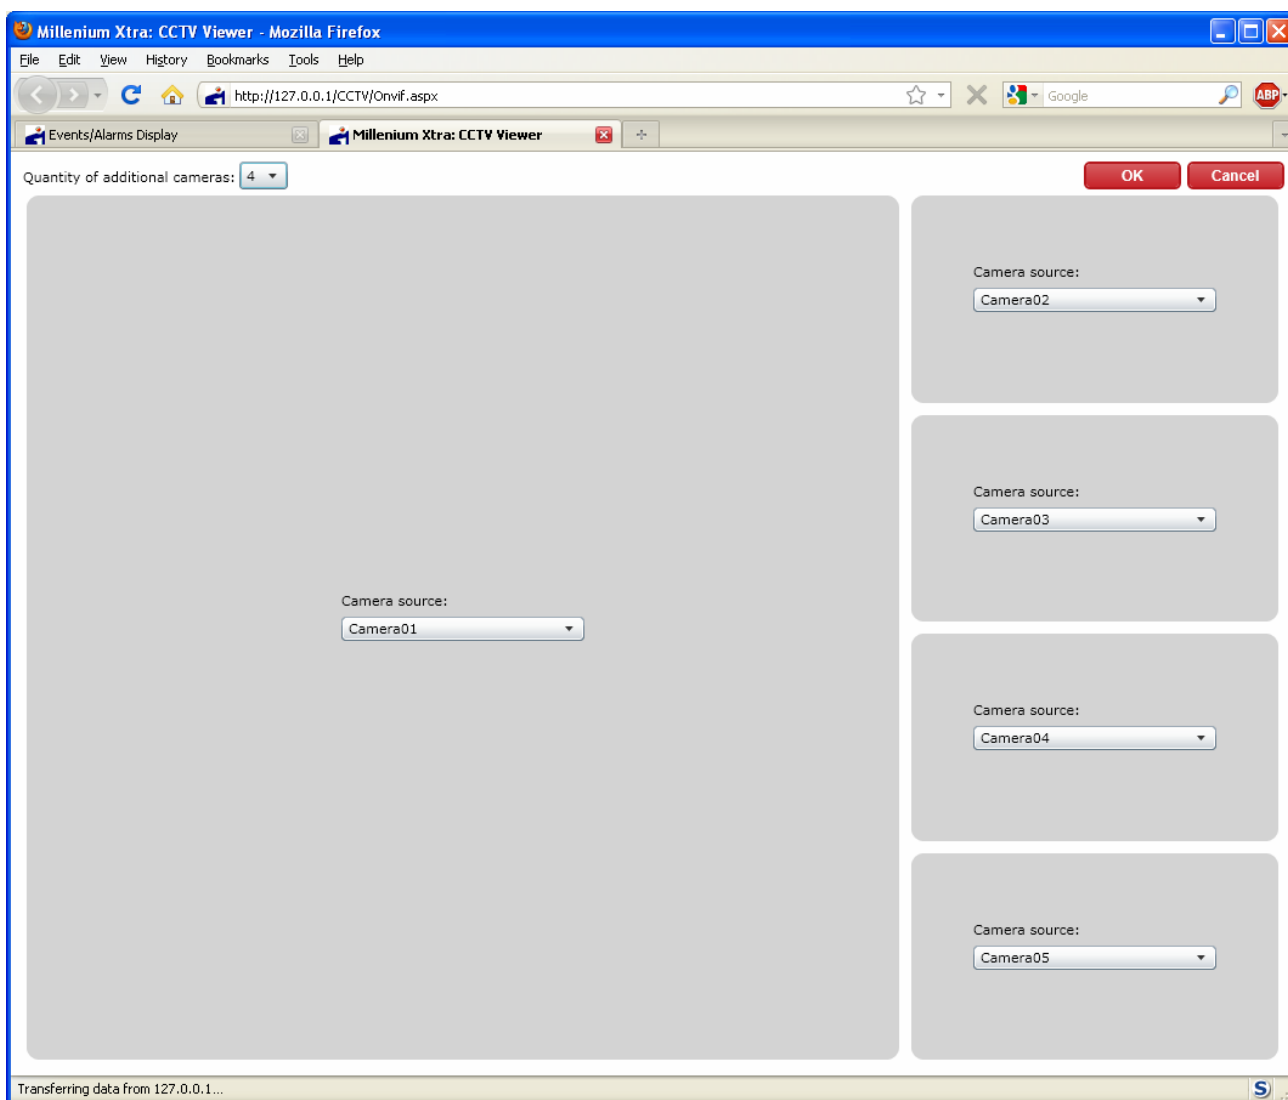 Millenium Xtra: CCTV Viewer - Mozilla Firefox
File Edit View History Bookmarks Tools Help
http://127.0.0.1/CCTV/Onvif.aspx Google ABP
Events/Alarms Display Millenium Xtra: CCTV Viewer
Quantity of additional cameras: 4 OK Cancel
Camera source:
Camera02
Camera source:
Camera03
Camera source:
Camera01
Camera source:
Camera04
Camera source:
Camera05
Transferring data from 127.0.0.1... S